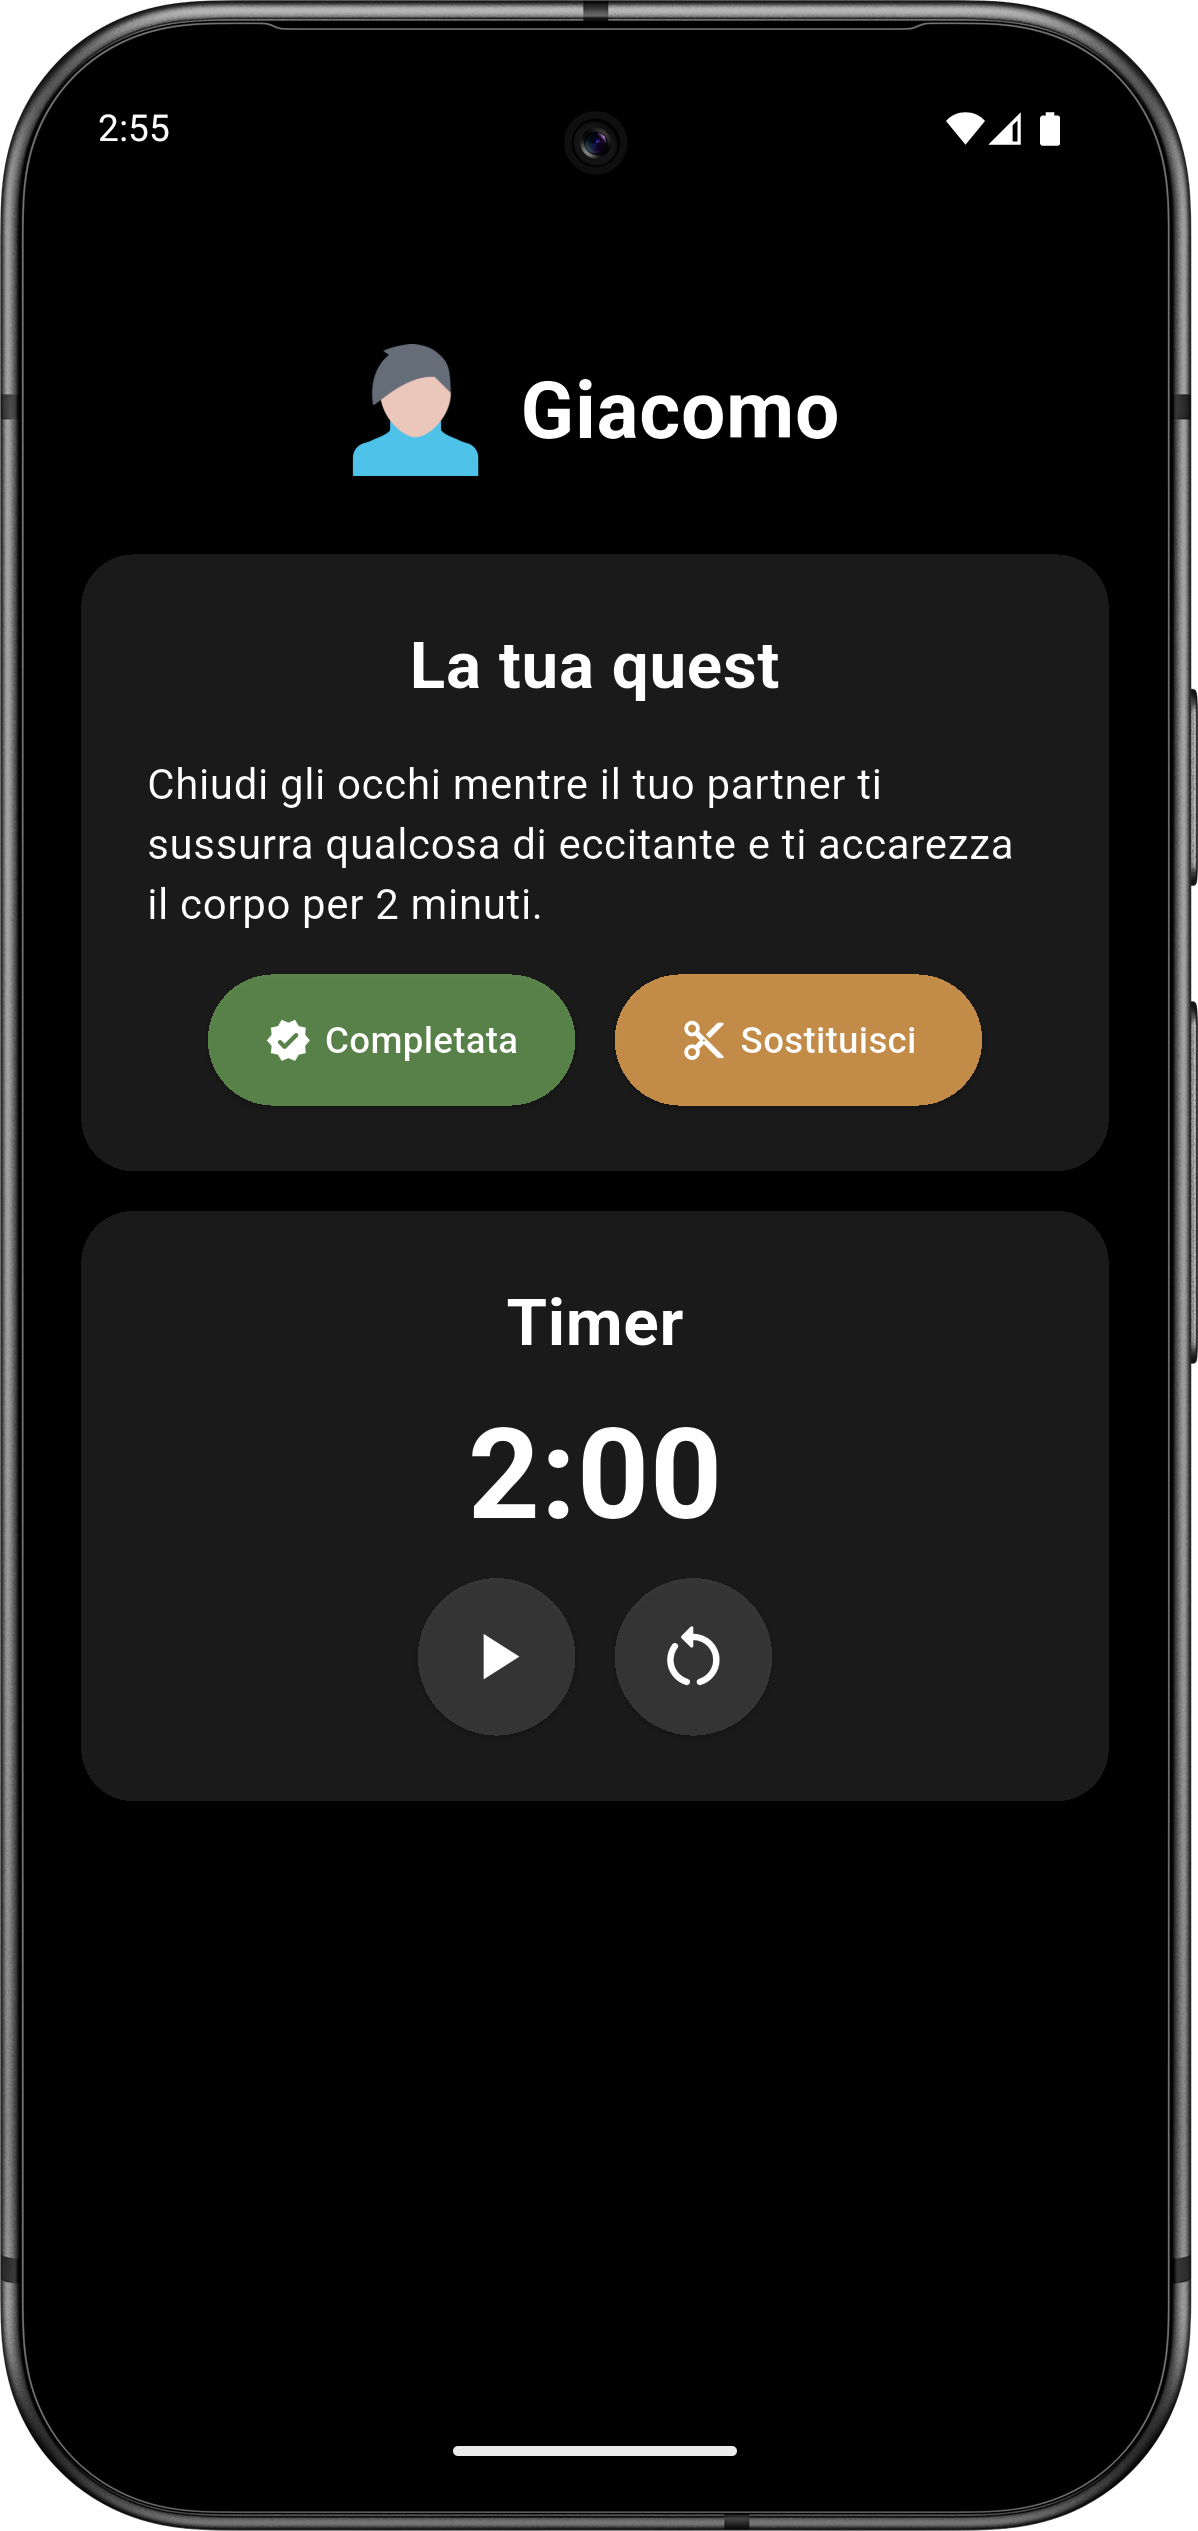 2:55
Giacomo
La tua quest
Chiudi gli occhi mentre il tuo partner ti
sussurra qualcosa di eccitante e ti accarezza
il corpo per 2 minuti.
Completata
Sostituisci
Timer
2:00